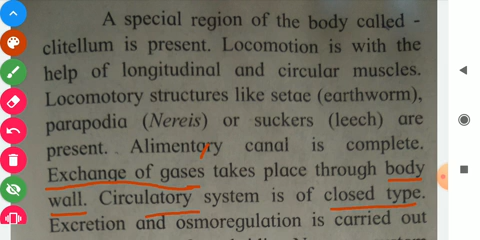 A special region of the body called -
clitellum is present. Locomotion is with the
help of longitudinal and circular muscles.
Locomotory structures like setae (earthworm),
parapodia (Nereis) or suckers (leech) are
present. Alimentory canal is complete.
Exchange of gases takes place through body
wall. Circulatory system is of closed type.
Excretion and osmoregulation is carried out